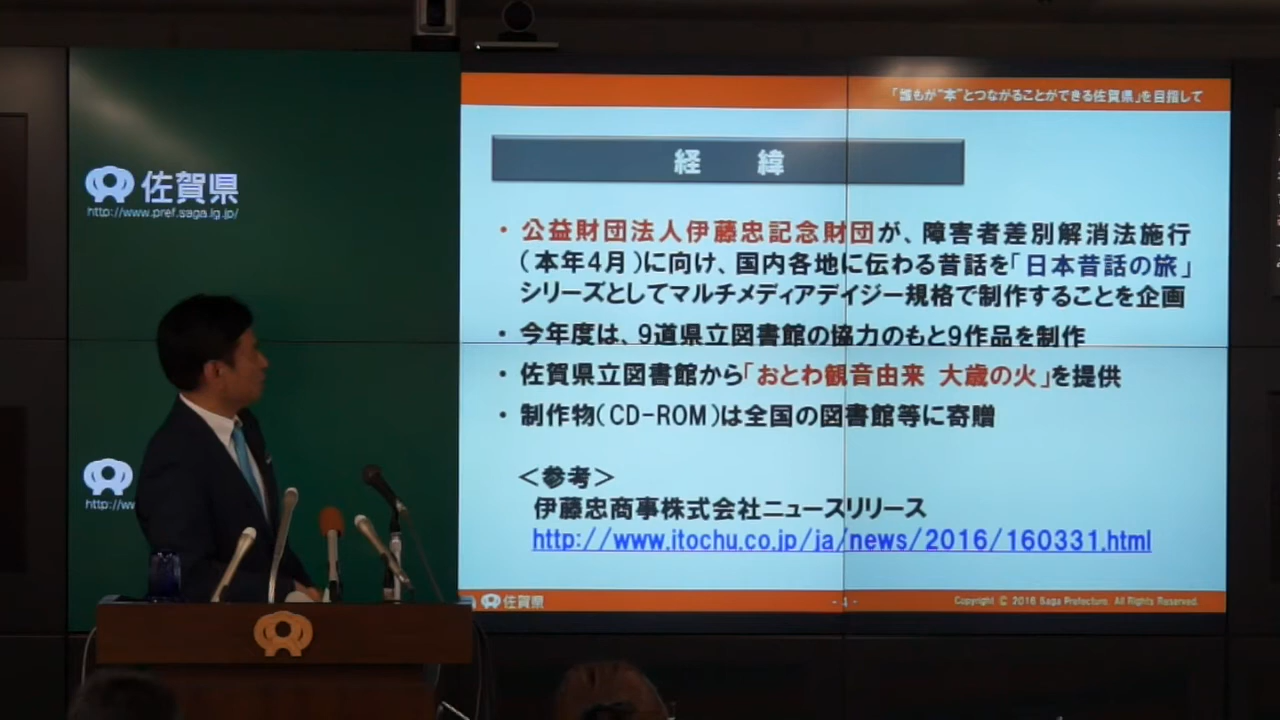 佐賀県
http://www.pref.saga.lg.jp/
http://ww
「誰もが"本"とつながることができる佐賀県」を目指して
経　緯
・公益財団法人伊藤忠記念財団が、障害者差別解消法施行
（本年4月）に向け、国内各地に伝わる昔話を「日本昔話の旅」
シリーズとしてマルチメディアデイジー規格で制作することを企画
・今年度は、9道県立図書館の協力のもと9作品を制作
・佐賀県立図書館から「おとわ観音由来 大歳の火」を提供
・制作物（CD-ROM）は全国の図書館等に寄贈
＜参考＞
伊藤忠商事株式会社ニュースリリース
http://www.itochu.co.jp/ja/news/2016/160331.html
佐賀県
- 4 -
Copyright © 2016 Saga Prefecture. All Rights Reserved.